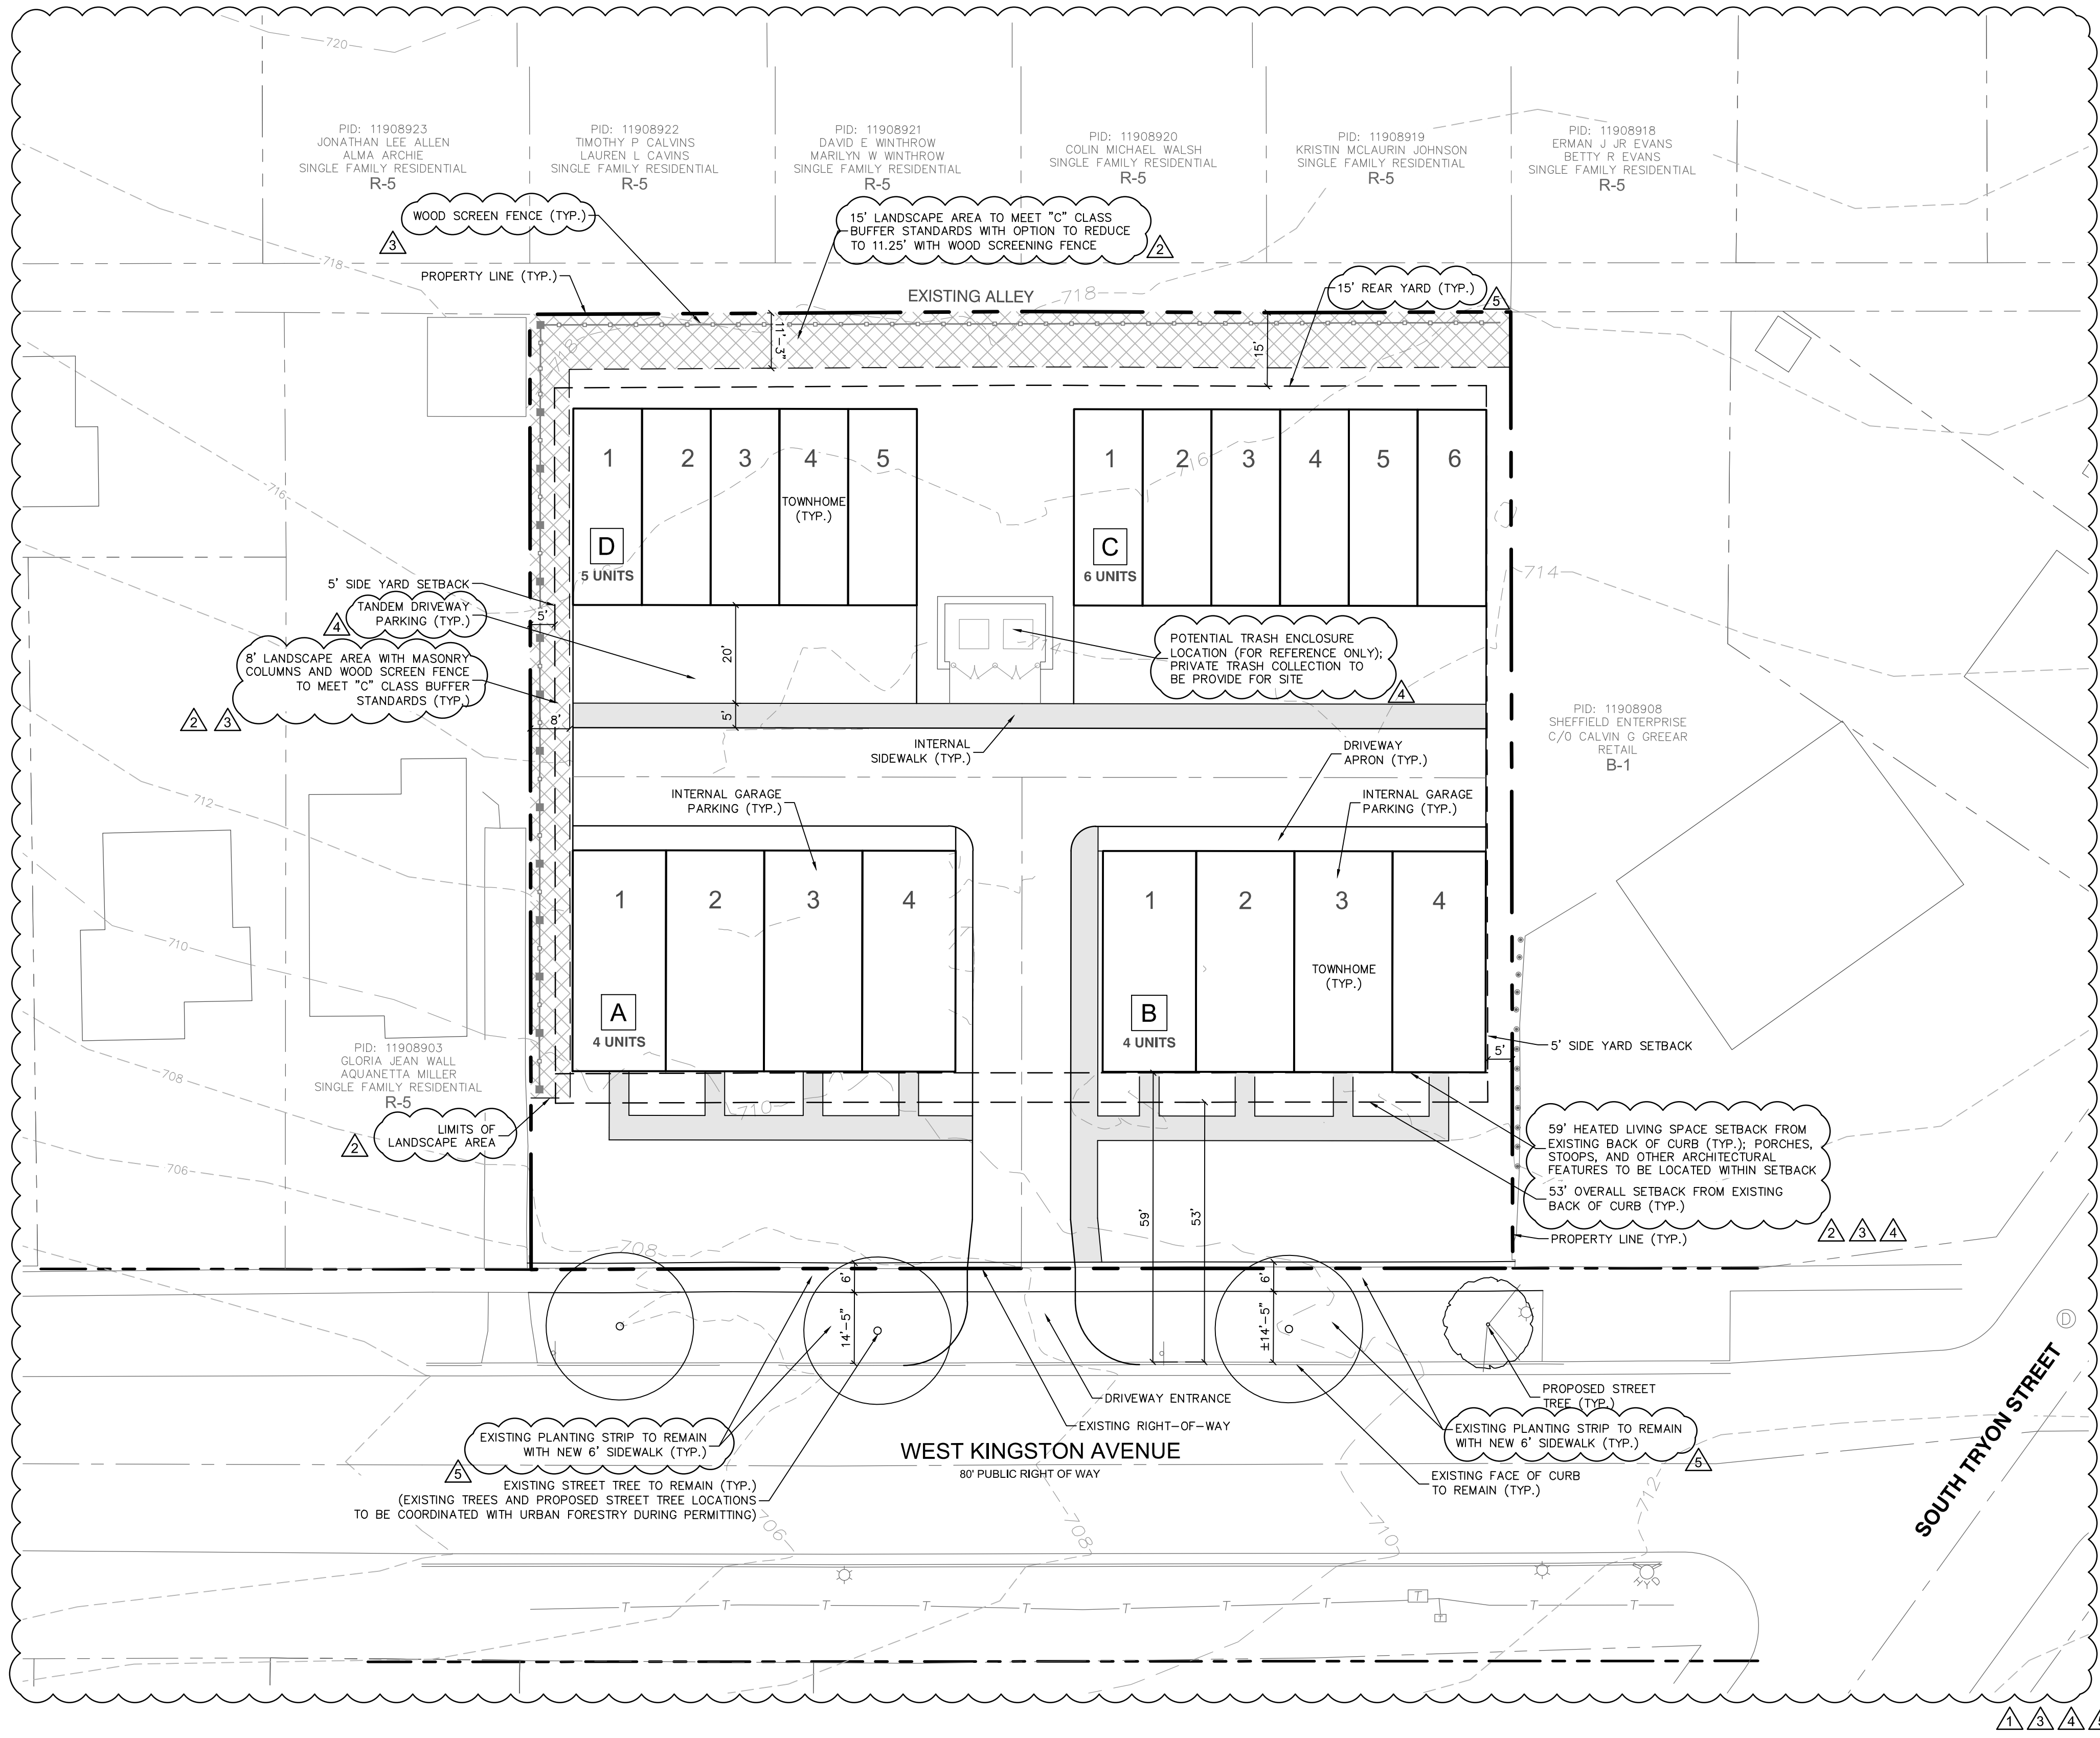 720
PID: 11908923
JONATHAN LEE ALLEN
ALMA ARCHIE
SINGLE FAMILY RESIDENTIAL
R-5
PID: 11908922
TIMOTHY P CALVINS
LAUREN L CAVINS
SINGLE FAMILY RESIDENTIAL
R-5
PID: 11908921
DAVID E WINTHROW
MARILYN W WINTHROW
SINGLE FAMILY RESIDENTIAL
R-5
PID: 11908920
COLIN MICHAEL WALSH
SINGLE FAMILY RESIDENTIAL
R-5
PID: 11908919
KRISTIN MCLAURIN JOHNSON
SINGLE FAMILY RESIDENTIAL
R-5
PID: 11908918
ERMAN J JR EVANS
BETTY R EVANS
SINGLE FAMILY RESIDENTIAL
R-5
WOOD SCREEN FENCE (TYP.)
3
15' LANDSCAPE AREA TO MEET "C" CLASS
BUFFER STANDARDS WITH OPTION TO REDUCE
TO 11.25' WITH WOOD SCREENING FENCE
2
718
PROPERTY LINE (TYP.)
EXISTING ALLEY
718
15' REAR YARD (TYP.)
5
11'-3"
15'
718
716
1
2
3
4
5
TOWNHOME
(TYP.)
D
5 UNITS
1
2
3
4
5
6
716
C
6 UNITS
714
5' SIDE YARD SETBACK
TANDEM DRIVEWAY
PARKING (TYP.)
4
5'
8' LANDSCAPE AREA WITH MASONRY
COLUMNS AND WOOD SCREEN FENCE
TO MEET "C" CLASS BUFFER
STANDARDS (TYP.)
2
3
8'
20'
5'
714
POTENTIAL TRASH ENCLOSURE
LOCATION (FOR REFERENCE ONLY);
PRIVATE TRASH COLLECTION TO
BE PROVIDE FOR SITE
4
INTERNAL
SIDEWALK (TYP.)
DRIVEWAY
APRON (TYP.)
PID: 11908908
SHEFFIELD ENTERPRISE
C/O CALVIN G GREEAR
RETAIL
B-1
712
INTERNAL GARAGE
PARKING (TYP.)
INTERNAL GARAGE
PARKING (TYP.)
1
2
3
4
A
4 UNITS
1
2
3
4
TOWNHOME
(TYP.)
B
4 UNITS
710
PID: 11908903
GLORIA JEAN WALL
AQUANETTA MILLER
SINGLE FAMILY RESIDENTIAL
R-5
708
5'
5' SIDE YARD SETBACK
710
LIMITS OF
LANDSCAPE AREA
2
59' HEATED LIVING SPACE SETBACK FROM
EXISTING BACK OF CURB (TYP.); PORCHES,
STOOPS, AND OTHER ARCHITECTURAL
FEATURES TO BE LOCATED WITHIN SETBACK
53' OVERALL SETBACK FROM EXISTING
BACK OF CURB (TYP.)
2
3
4
706
59'
53'
PROPERTY LINE (TYP.)
708
6'
14'-5"
6'
±14'-5"
D
DRIVEWAY ENTRANCE
EXISTING RIGHT-OF-WAY
PROPOSED STREET
TREE (TYP.)
EXISTING PLANTING STRIP TO REMAIN
WITH NEW 6' SIDEWALK (TYP.)
5
EXISTING PLANTING STRIP TO REMAIN
WITH NEW 6' SIDEWALK (TYP.)
5
WEST KINGSTON AVENUE
80' PUBLIC RIGHT OF WAY
EXISTING STREET TREE TO REMAIN (TYP.)
(EXISTING TREES AND PROPOSED STREET TREE LOCATIONS
TO BE COORDINATED WITH URBAN FORESTRY DURING PERMITTING)
EXISTING FACE OF CURB
TO REMAIN (TYP.)
SOUTH TRYON STREET
706
708
710
712
HYD
T T T T T T T T T T T T
1
3
4